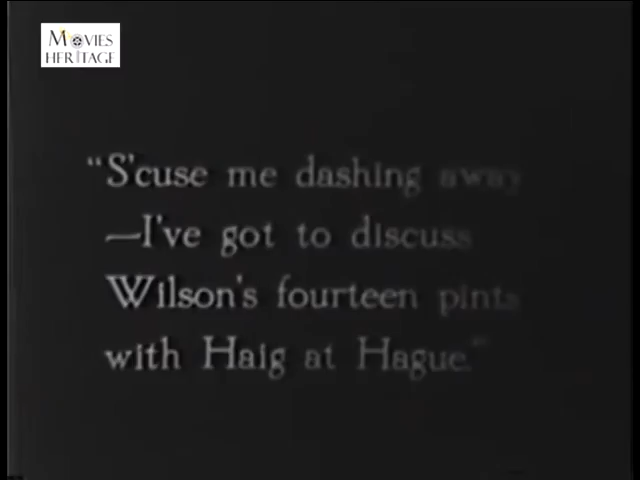 MOVIES
HERITAGE
"S'cuse me dashing away
—I've got to discuss
Wilson's fourteen pints
with Haig at Hague."